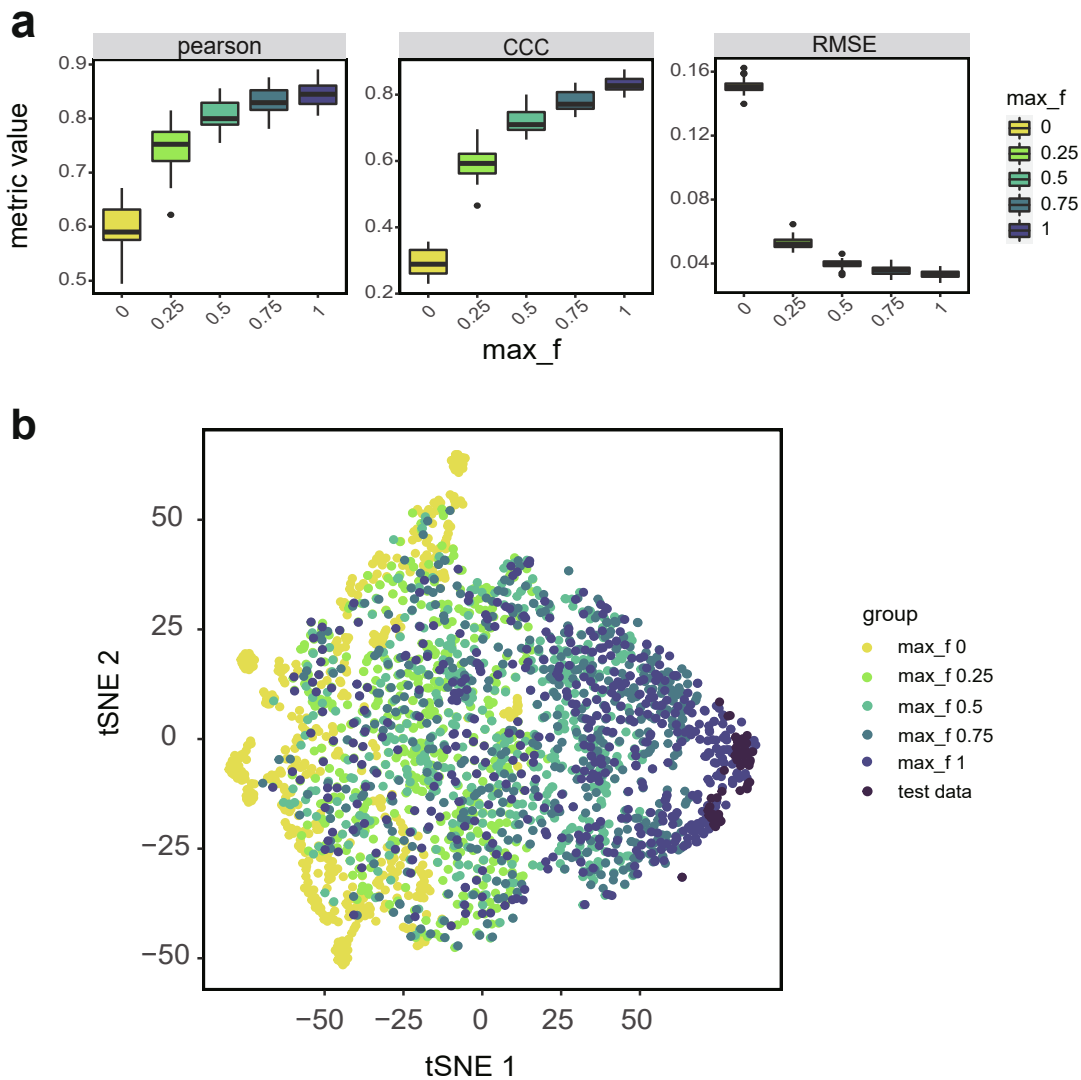 a
pearson
CCC
RMSE
metric value
0.9
0.8
0.7
0.6
0.5
0.8
0.6
0.4
0.2
0.16
0.12
0.08
0.04
0 0.25 0.5 0.75 1
0 0.25 0.5 0.75 1
0 0.25 0.5 0.75 1
max_f
max_f
0
0.25
0.5
0.75
1
b
tSNE 2
50
25
0
−25
−50
−50 −25 0 25 50
tSNE 1
group
max_f 0
max_f 0.25
max_f 0.5
max_f 0.75
max_f 1
test data